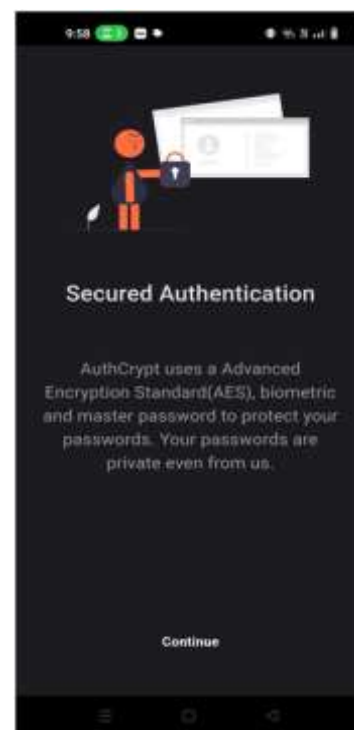 9:58
Secured Authentication
AuthCrypt uses a Advanced
Encryption Standard(AES), biometric
and master password to protect your
passwords. Your passwords are
private even from us.
Continue